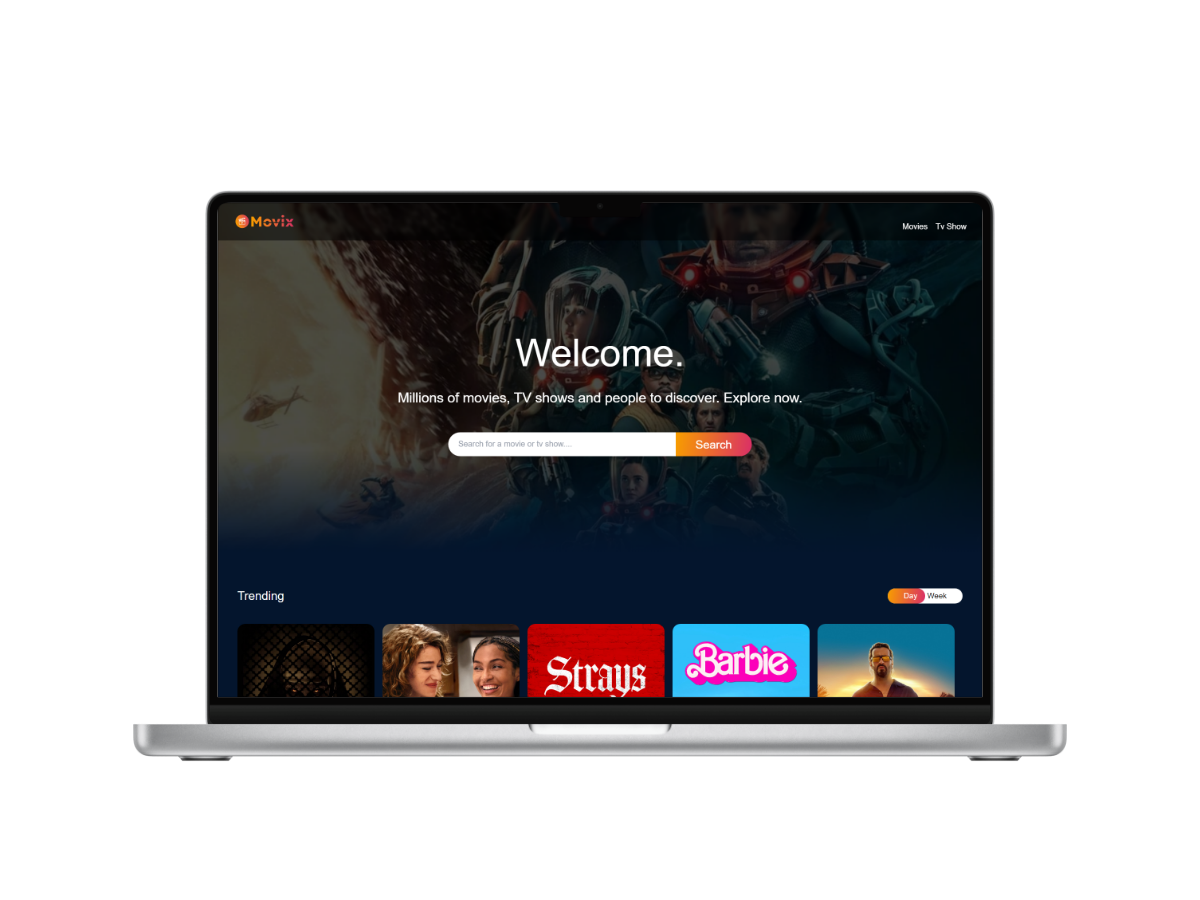 Movix
Movies Tv Show
Welcome.
Millions of movies, TV shows and people to discover. Explore now.
Search for a movie or tv show.... Search
Trending Day Week
Strays Barbie